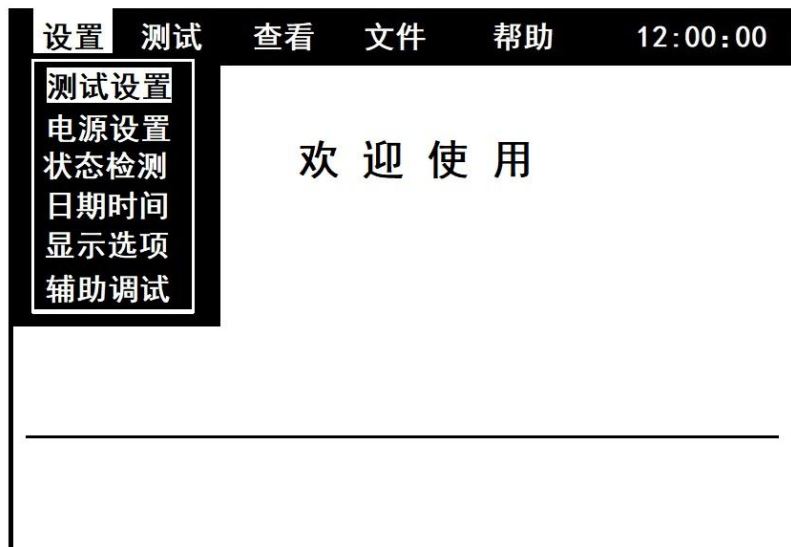 设置 测试 查看 文件 帮助 12:00:00
测试设置
电源设置
状态检测
日期时间
显示选项
辅助调试
欢迎使用